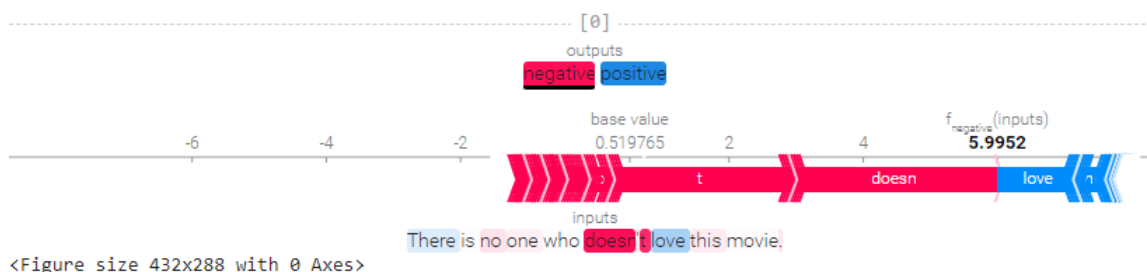 [0]
outputs
negative positive
base value f_negative(inputs)
-6 -4 -2 0.519765 2 4 5.9952
t doesn love
inputs
There is no one who doesn't love this movie.
<Figure size 432x288 with 0 Axes>